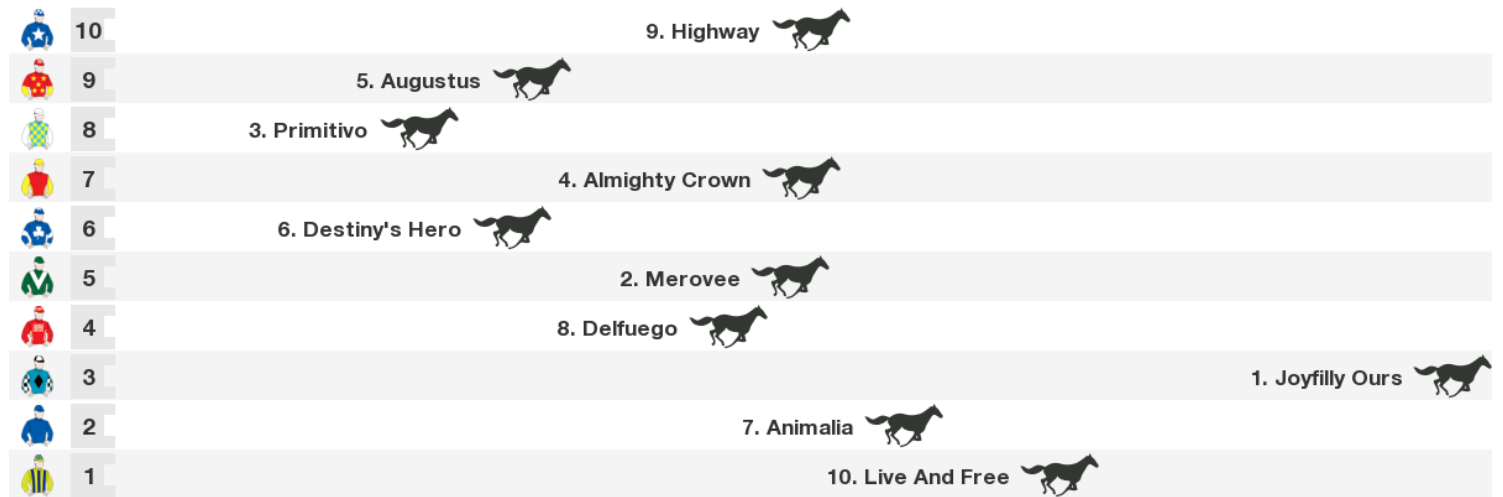 10 9. Highway
9 5. Augustus
8 3. Primitivo
7 4. Almighty Crown
6 6. Destiny's Hero
5 2. Merovee
4 8. Delfuego
3 1. Joyfilly Ours
2 7. Animalia
1 10. Live And Free